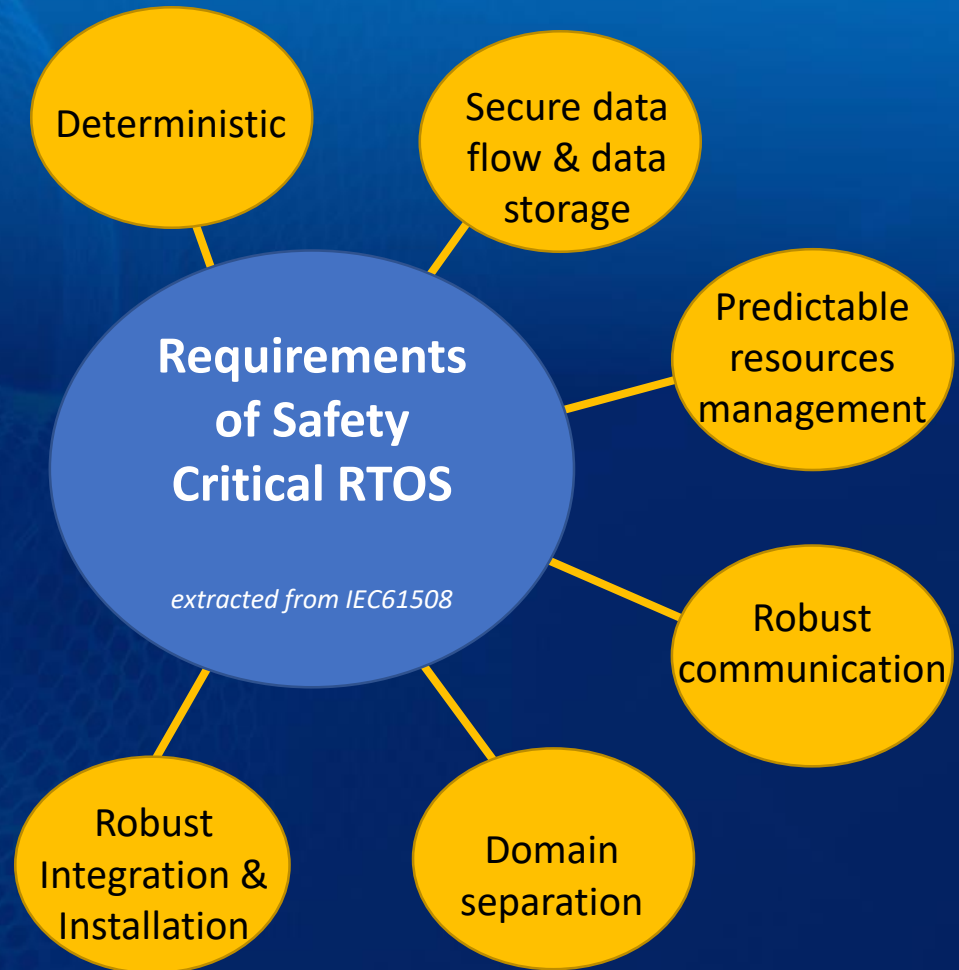 Deterministic
Secure data
flow & data
storage
Predictable
resources
management
Requirements
of Safety
Critical RTOS
extracted from IEC61508
Robust
communication
Domain
separation
Robust
Integration &
Installation